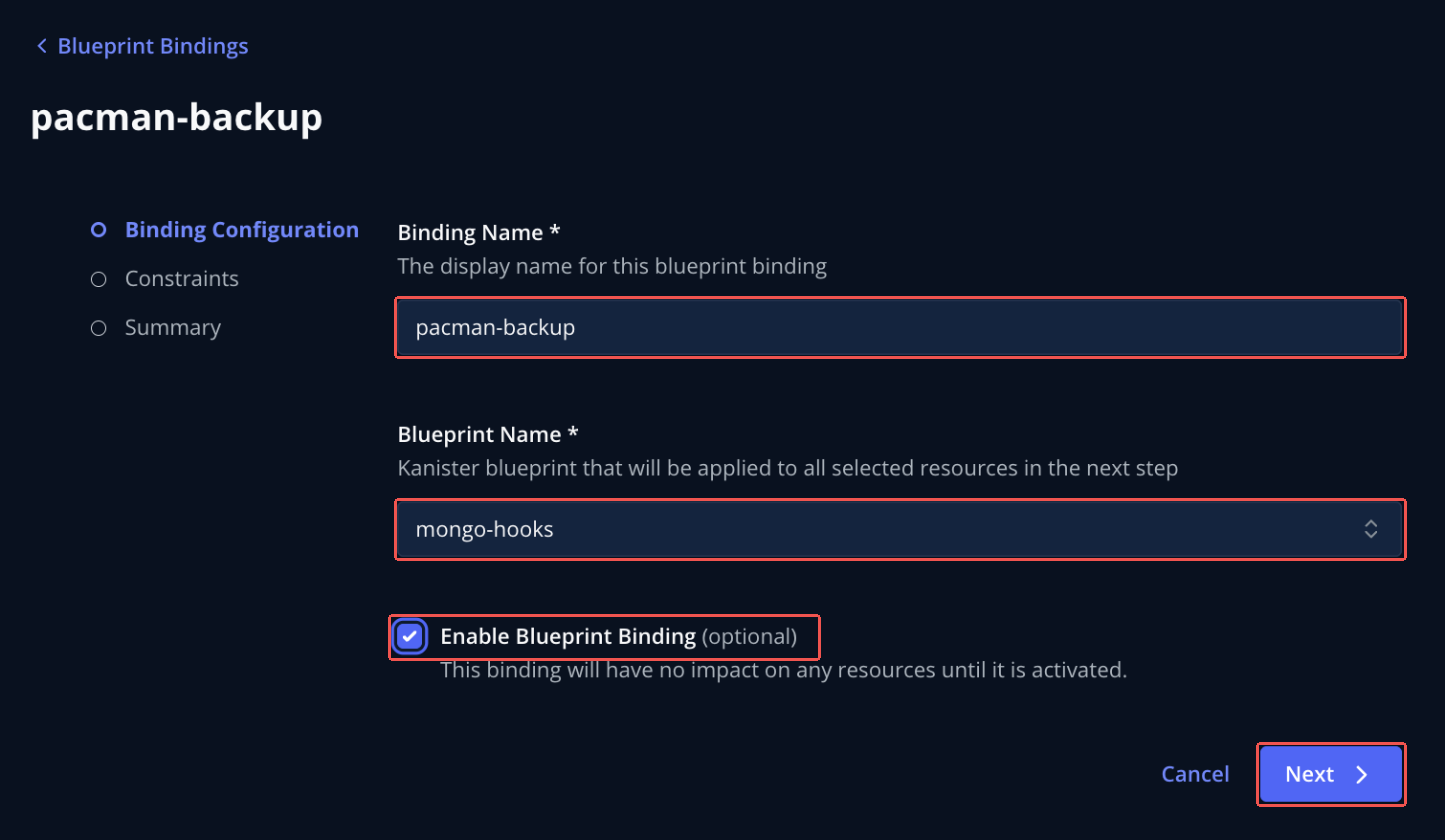 Blueprint Bindings
pacman-backup
Binding Configuration
Constraints
Summary
Binding Name *
The display name for this blueprint binding
pacman-backup
Blueprint Name *
Kanister blueprint that will be applied to all selected resources in the next step
mongo-hooks
Enable Blueprint Binding (optional)
This binding will have no impact on any resources until it is activated.
Cancel
Next